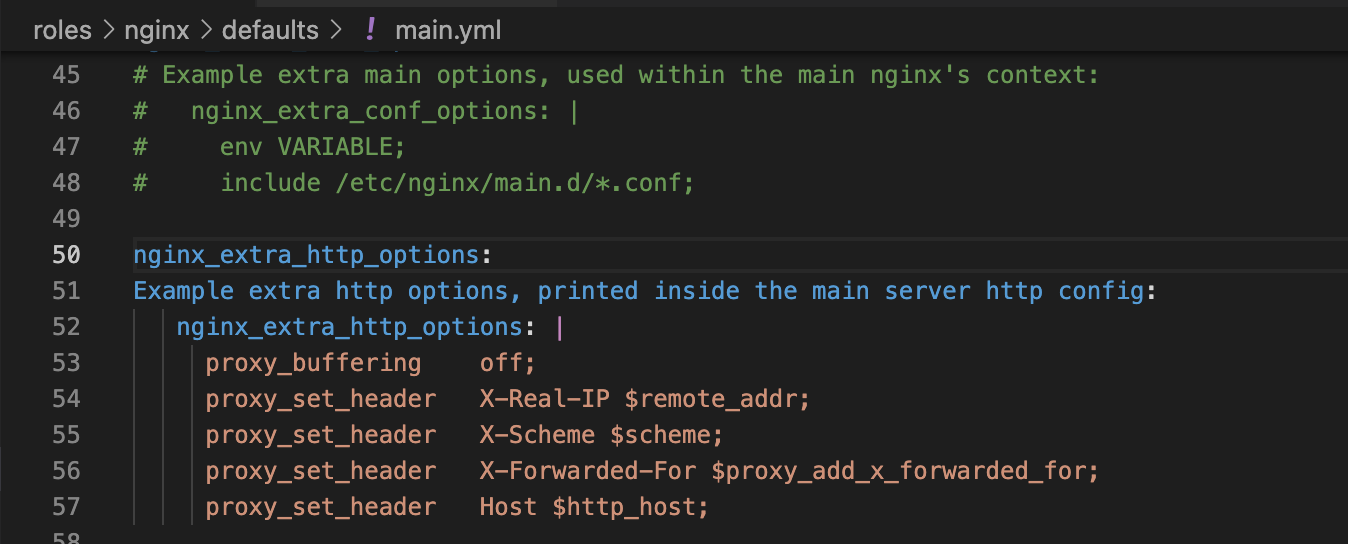 roles > nginx > defaults > ! main.yml
45 # Example extra main options, used within the main nginx's context:
46 #   nginx_extra_conf_options: |
47 #     env VARIABLE;
48 #     include /etc/nginx/main.d/*.conf;
49
50 nginx_extra_http_options:
51 Example extra http options, printed inside the main server http config:
52    nginx_extra_http_options: |
53      proxy_buffering    off;
54      proxy_set_header   X-Real-IP $remote_addr;
55      proxy_set_header   X-Scheme $scheme;
56      proxy_set_header   X-Forwarded-For $proxy_add_x_forwarded_for;
57      proxy_set_header   Host $http_host;
58